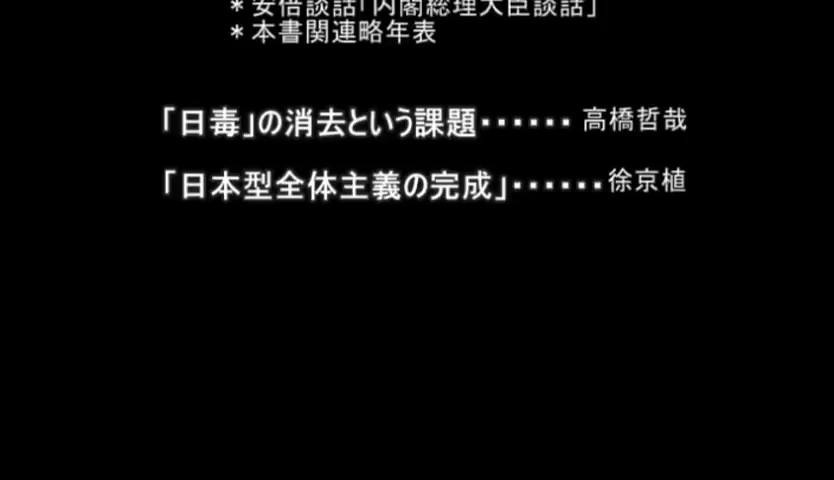 *安倍談話「内閣総理大臣談話」
*本書関連略年表
「日毒」の消去という課題・・・・・・ 高橋哲哉
「日本型全体主義の完成」・・・・・・徐京植